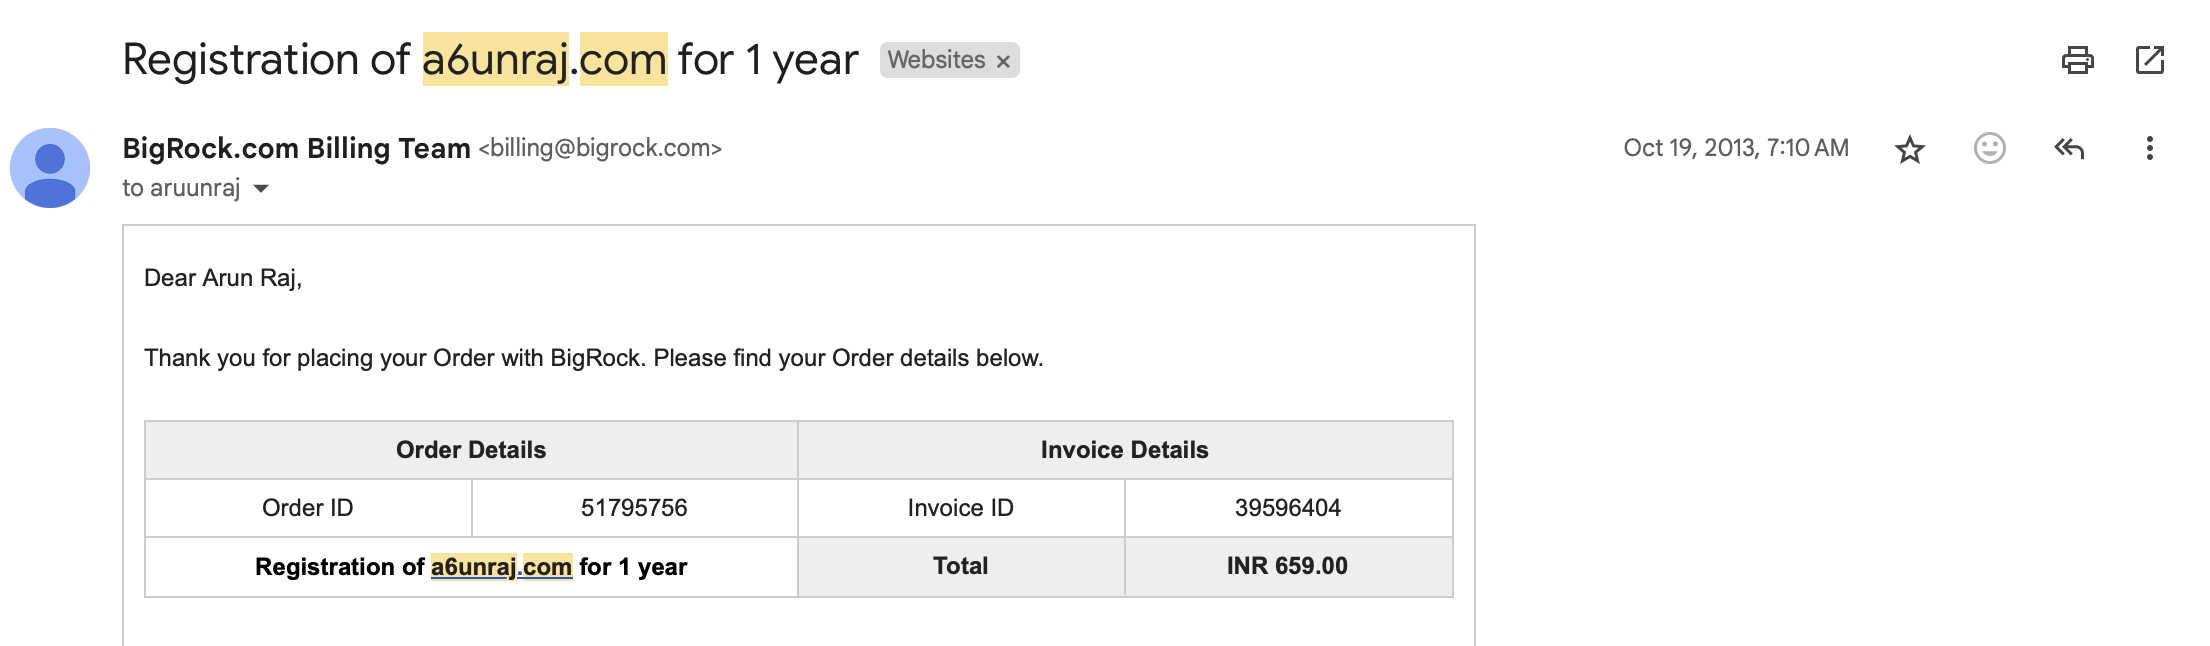 Registration of a6unraj.com for 1 year Websites ×
BigRock.com Billing Team <billing@bigrock.com> Oct 19, 2013, 7:10 AM
to aruunraj
Dear Arun Raj,
Thank you for placing your Order with BigRock. Please find your Order details below.
Order Details Invoice Details
Order ID 51795756 Invoice ID 39596404
Registration of a6unraj.com for 1 year Total INR 659.00